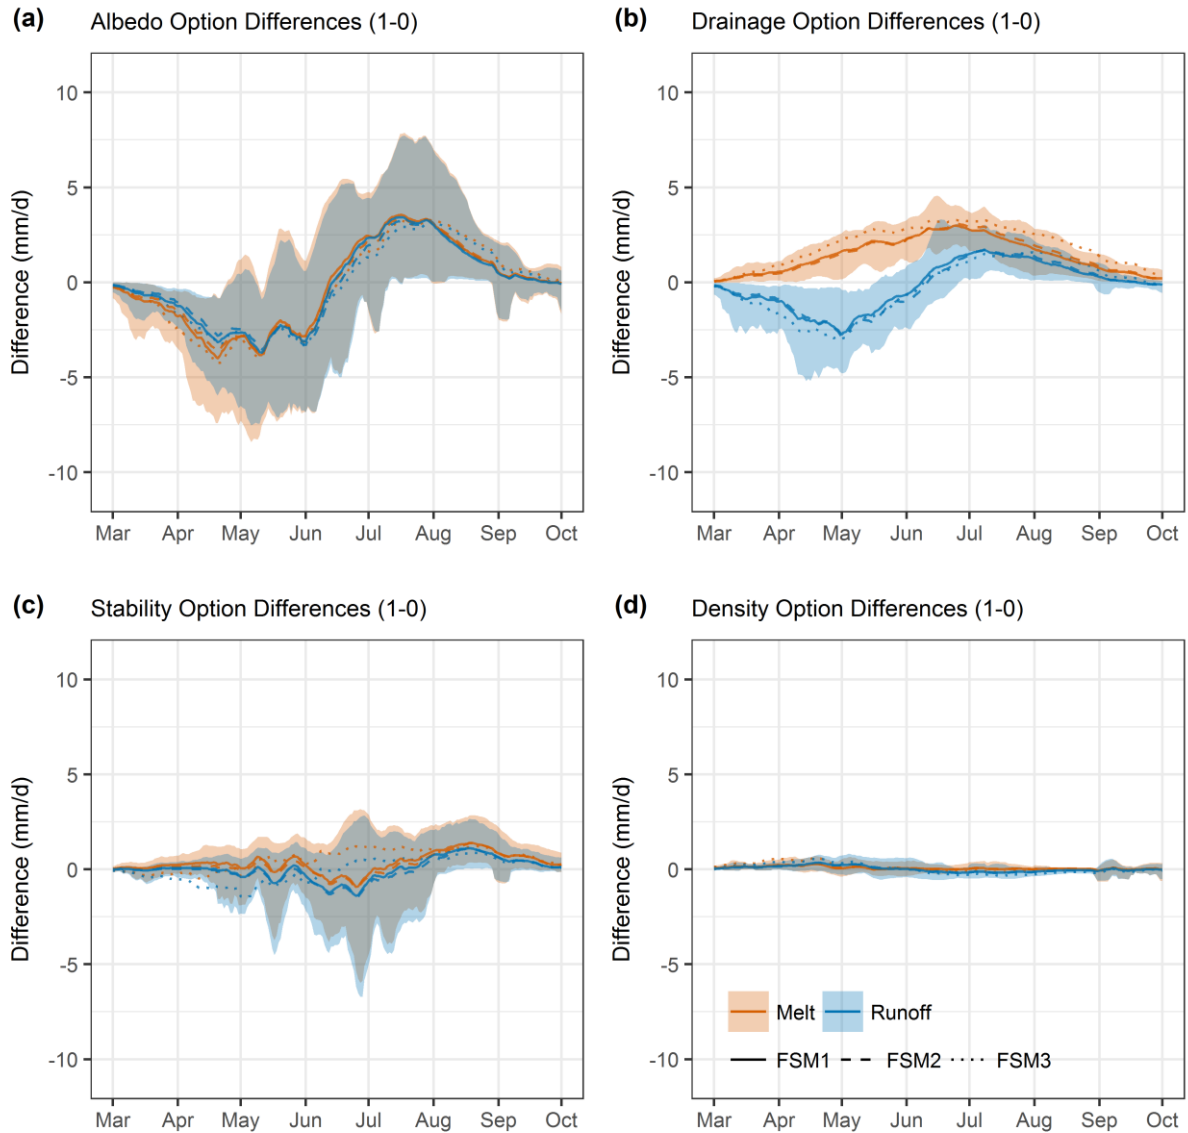 (a) Albedo Option Differences (1-0)
Difference (mm/d)
10
5
0
-5
-10
Mar Apr May Jun Jul Aug Sep Oct
(b) Drainage Option Differences (1-0)
Difference (mm/d)
10
5
0
-5
-10
Mar Apr May Jun Jul Aug Sep Oct
(c) Stability Option Differences (1-0)
Difference (mm/d)
10
5
0
-5
-10
Mar Apr May Jun Jul Aug Sep Oct
(d) Density Option Differences (1-0)
Difference (mm/d)
10
5
0
-5
-10
Melt Runoff
FSM1 FSM2 FSM3
Mar Apr May Jun Jul Aug Sep Oct